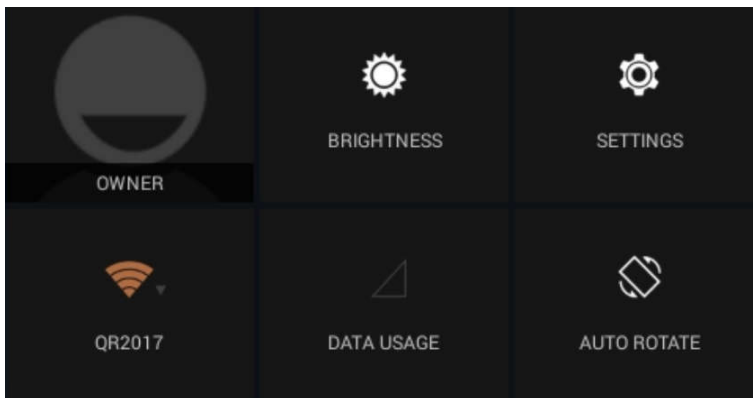 OWNER
BRIGHTNESS
SETTINGS
QR2017
DATA USAGE
AUTO ROTATE